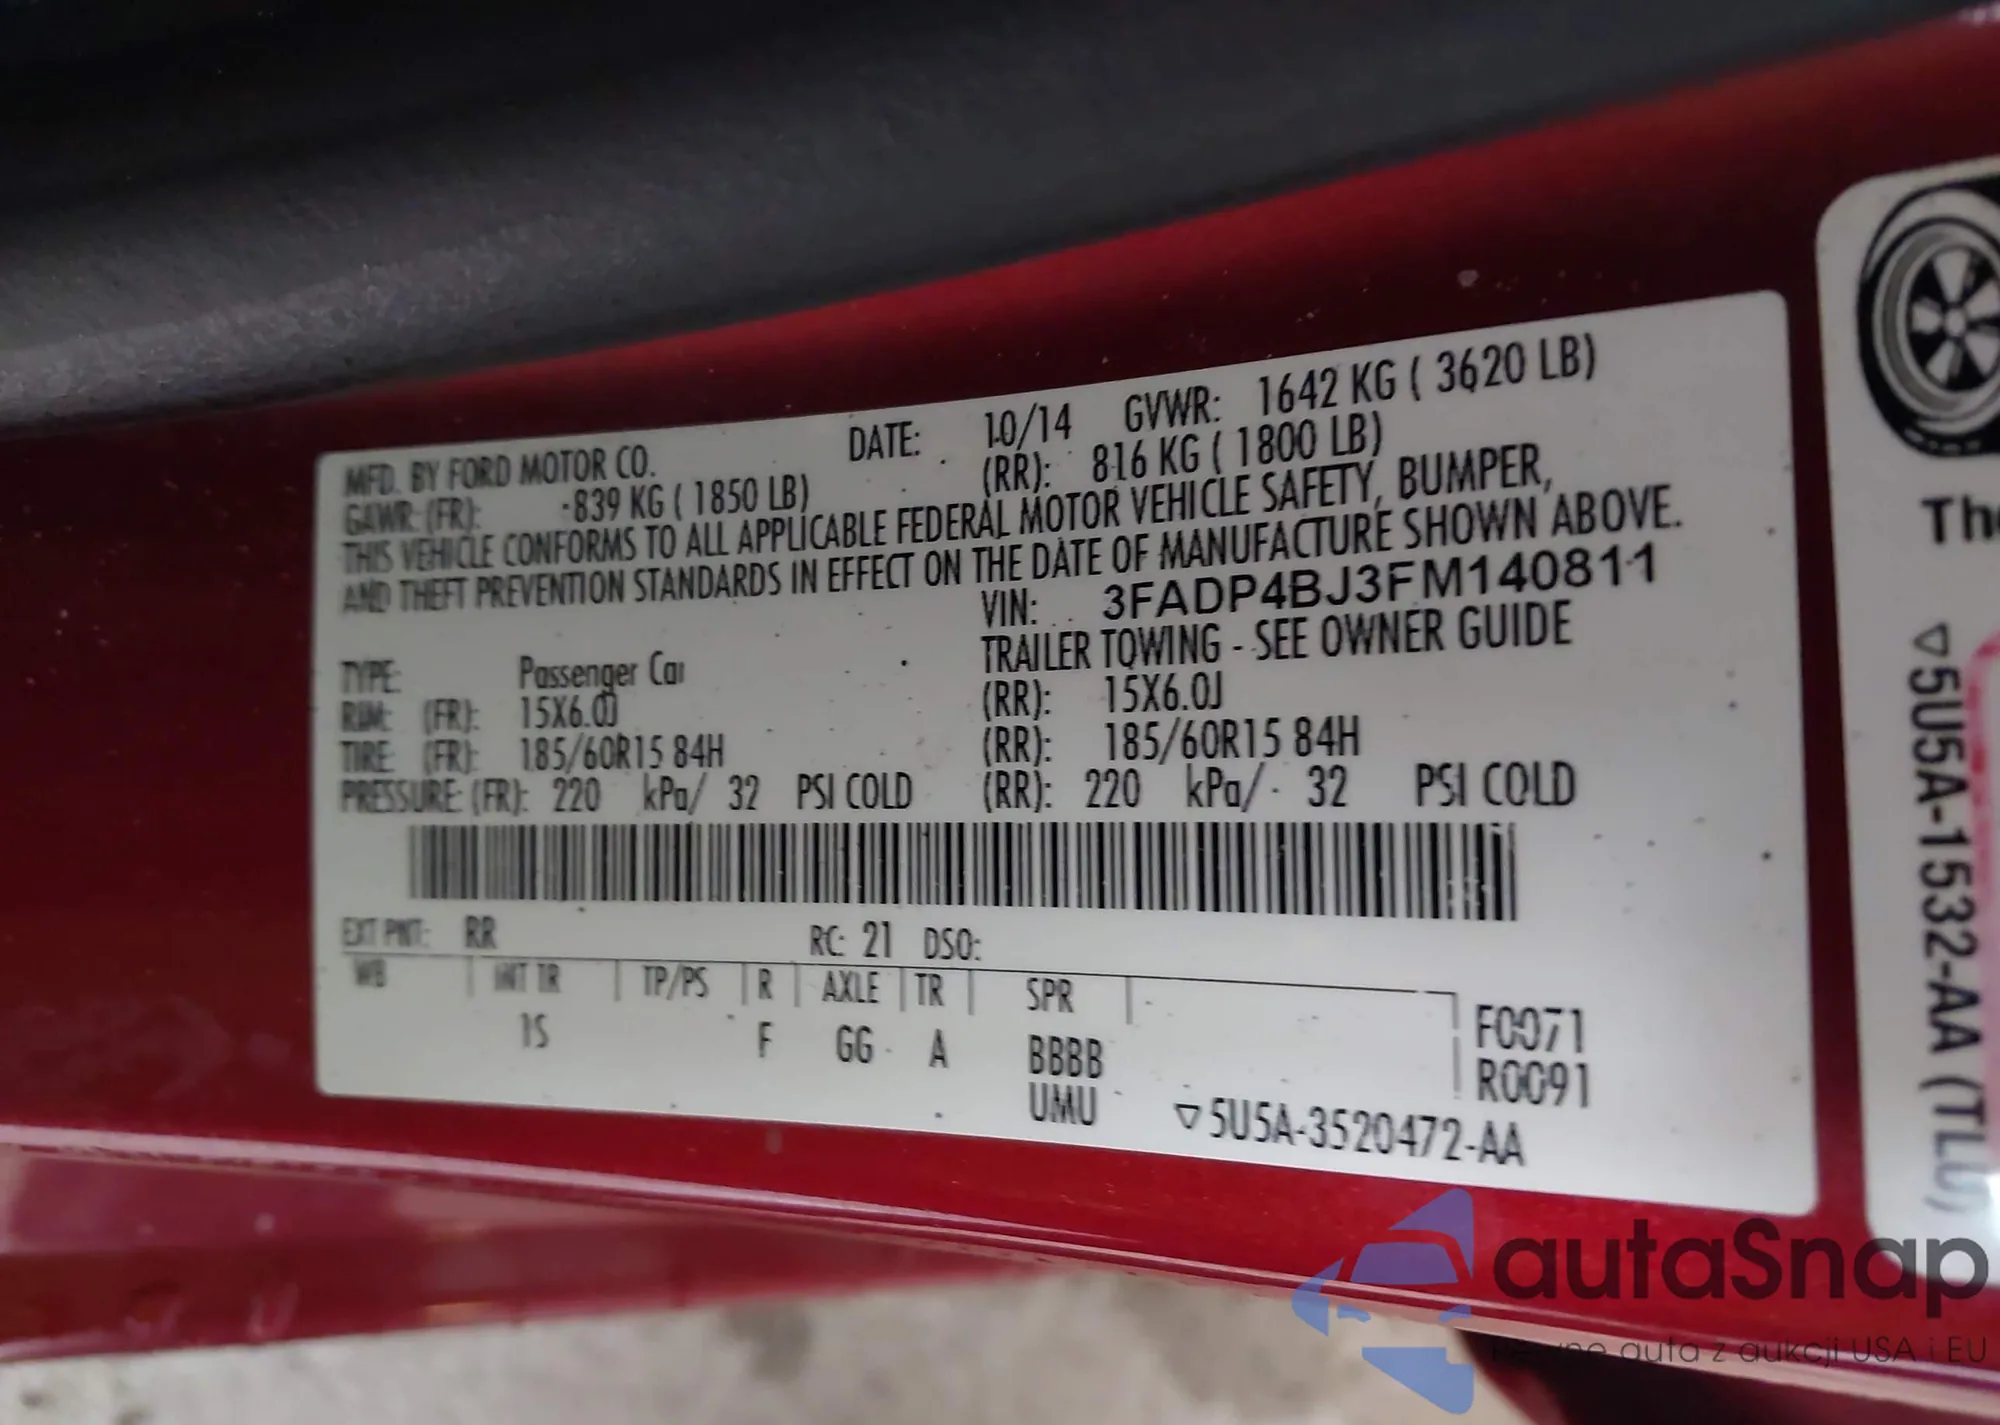 MFD. BY FORD MOTOR CO. DATE: 10/14 GVWR: 1642 KG ( 3620 LB)
GAWR: (FR): 839 KG ( 1850 LB) (RR): 816 KG ( 1800 LB)
THIS VEHICLE CONFORMS TO ALL APPLICABLE FEDERAL MOTOR VEHICLE SAFETY, BUMPER,
AND THEFT PREVENTION STANDARDS IN EFFECT ON THE DATE OF MANUFACTURE SHOWN ABOVE.
VIN: 3FADP4BJ3FM140811
TYPE: Passenger Car TRAILER TOWING - SEE OWNER GUIDE
RIM: (FR): 15X6.0J (RR): 15X6.0J
TIRE (FR): 185/60R15 84H (RR): 185/60R15 84H
PRESSURE: (FR): 220 kPa/ 32 PSI COLD (RR): 220 kPa/ 32 PSI COLD
EXT PNT: RR RC: 21 DSO:
WB INT TR TP/PS R AXLE TR SPR
1S F GG A BBBB
UMU
F0071
R0091
▽5U5A-3520472-AA
▽5U5A-1532-AA (TLU)
autaSnap
auta z aukcji USA i EU